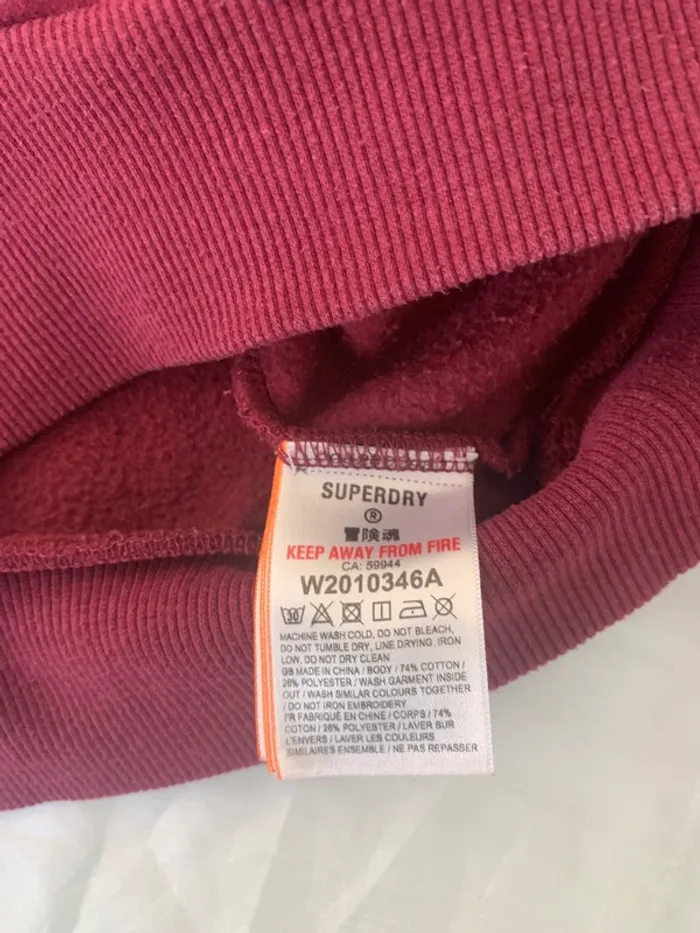 SUPERDRY
®
冒険魂
KEEP AWAY FROM FIRE
CA: 59944
W2010346A
30
MACHINE WASH COLD, DO NOT BLEACH,
DO NOT TUMBLE DRY, LINE DRYING, IRON
LOW, DO NOT DRY CLEAN
GB MADE IN CHINA / BODY / 74% COTTON /
26% POLYESTER / WASH GARMENT INSIDE
OUT / WASH SIMILAR COLOURS TOGETHER
/ DO NOT IRON EMBROIDERY
FR FABRIQUÉ EN CHINE / CORPS / 74%
COTON / 26% POLYESTER / LAVER SUR
L'ENVERS / LAVER LES COULEURS
SIMILAIRES ENSEMBLE / NE PAS REPASSER